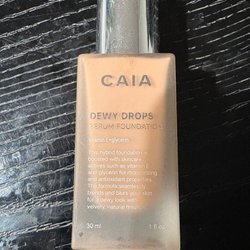 CAIA
DEWY DROPS
SERUM FOUNDATION
Vitamin E + glycerin
This hybrid foundation is
boosted with skincare
actives such as vitamin E
and glycerin for moisturizing
and antioxidant properties.
The formula seamlessly
blends and blurs your skin
for a dewy look with
velvety, natural finish.
30 ml 1 fl oz